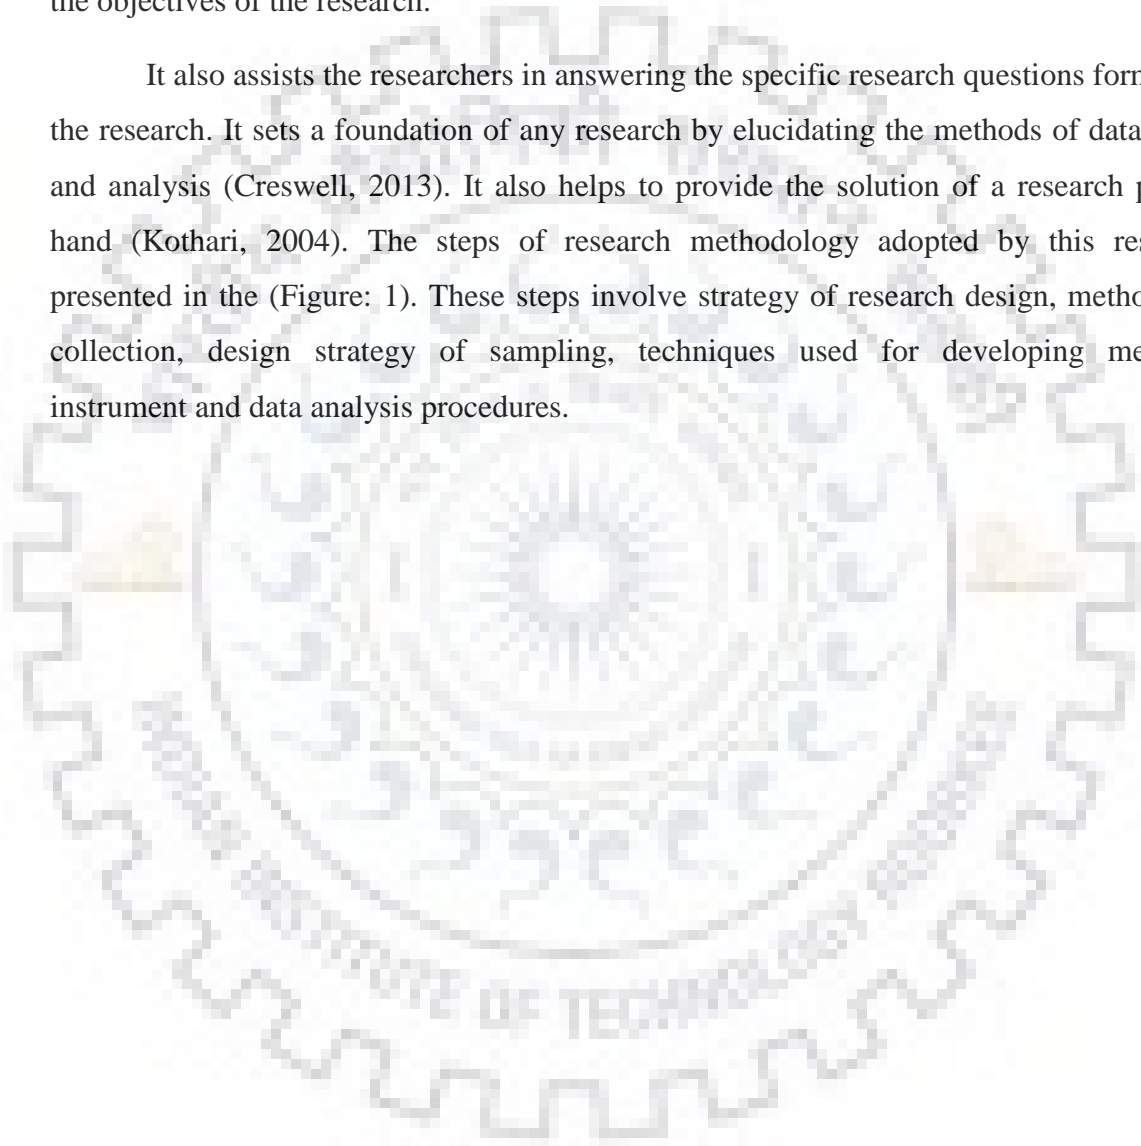 the objectives of the research.
It also assists the researchers in answering the specific research questions form
the research. It sets a foundation of any research by elucidating the methods of data
and analysis (Creswell, 2013). It also helps to provide the solution of a research p
hand (Kothari, 2004). The steps of research methodology adopted by this res
presented in the (Figure: 1). These steps involve strategy of research design, metho
collection, design strategy of sampling, techniques used for developing me
instrument and data analysis procedures.
INSTITUTE OF TECHNOLOGY